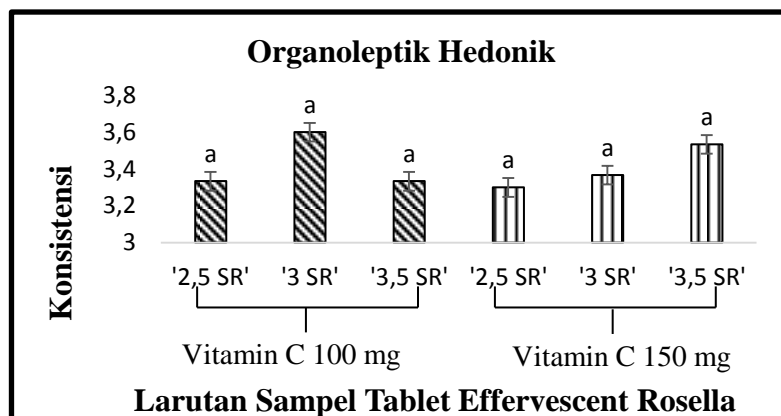 Organoleptik Hedonik
Konsistensi
3,8
3,6
3,4
3,2
3
a
a
a
a
a
a
'2,5 SR' '3 SR' '3,5 SR' '2,5 SR' '3 SR' '3,5 SR'
Vitamin C 100 mg Vitamin C 150 mg
Larutan Sampel Tablet Effervescent Rosella